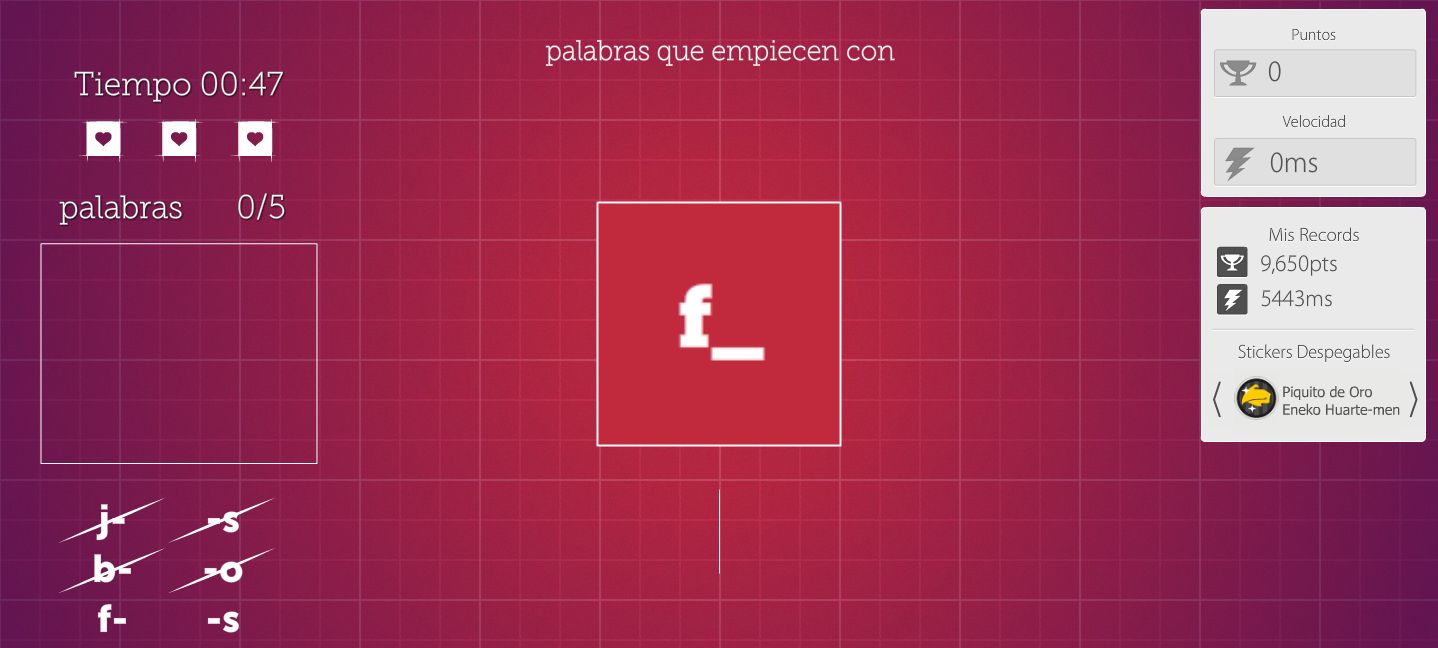 palabras que empiecen con
Tiempo 00:47
palabras 0/5
f_
j- -s
b- -o
f- -s
Puntos
0
Velocidad
0ms
Mis Records
9,650pts
5443ms
Stickers Despegables
Piquito de Oro
Eneko Huarte-men